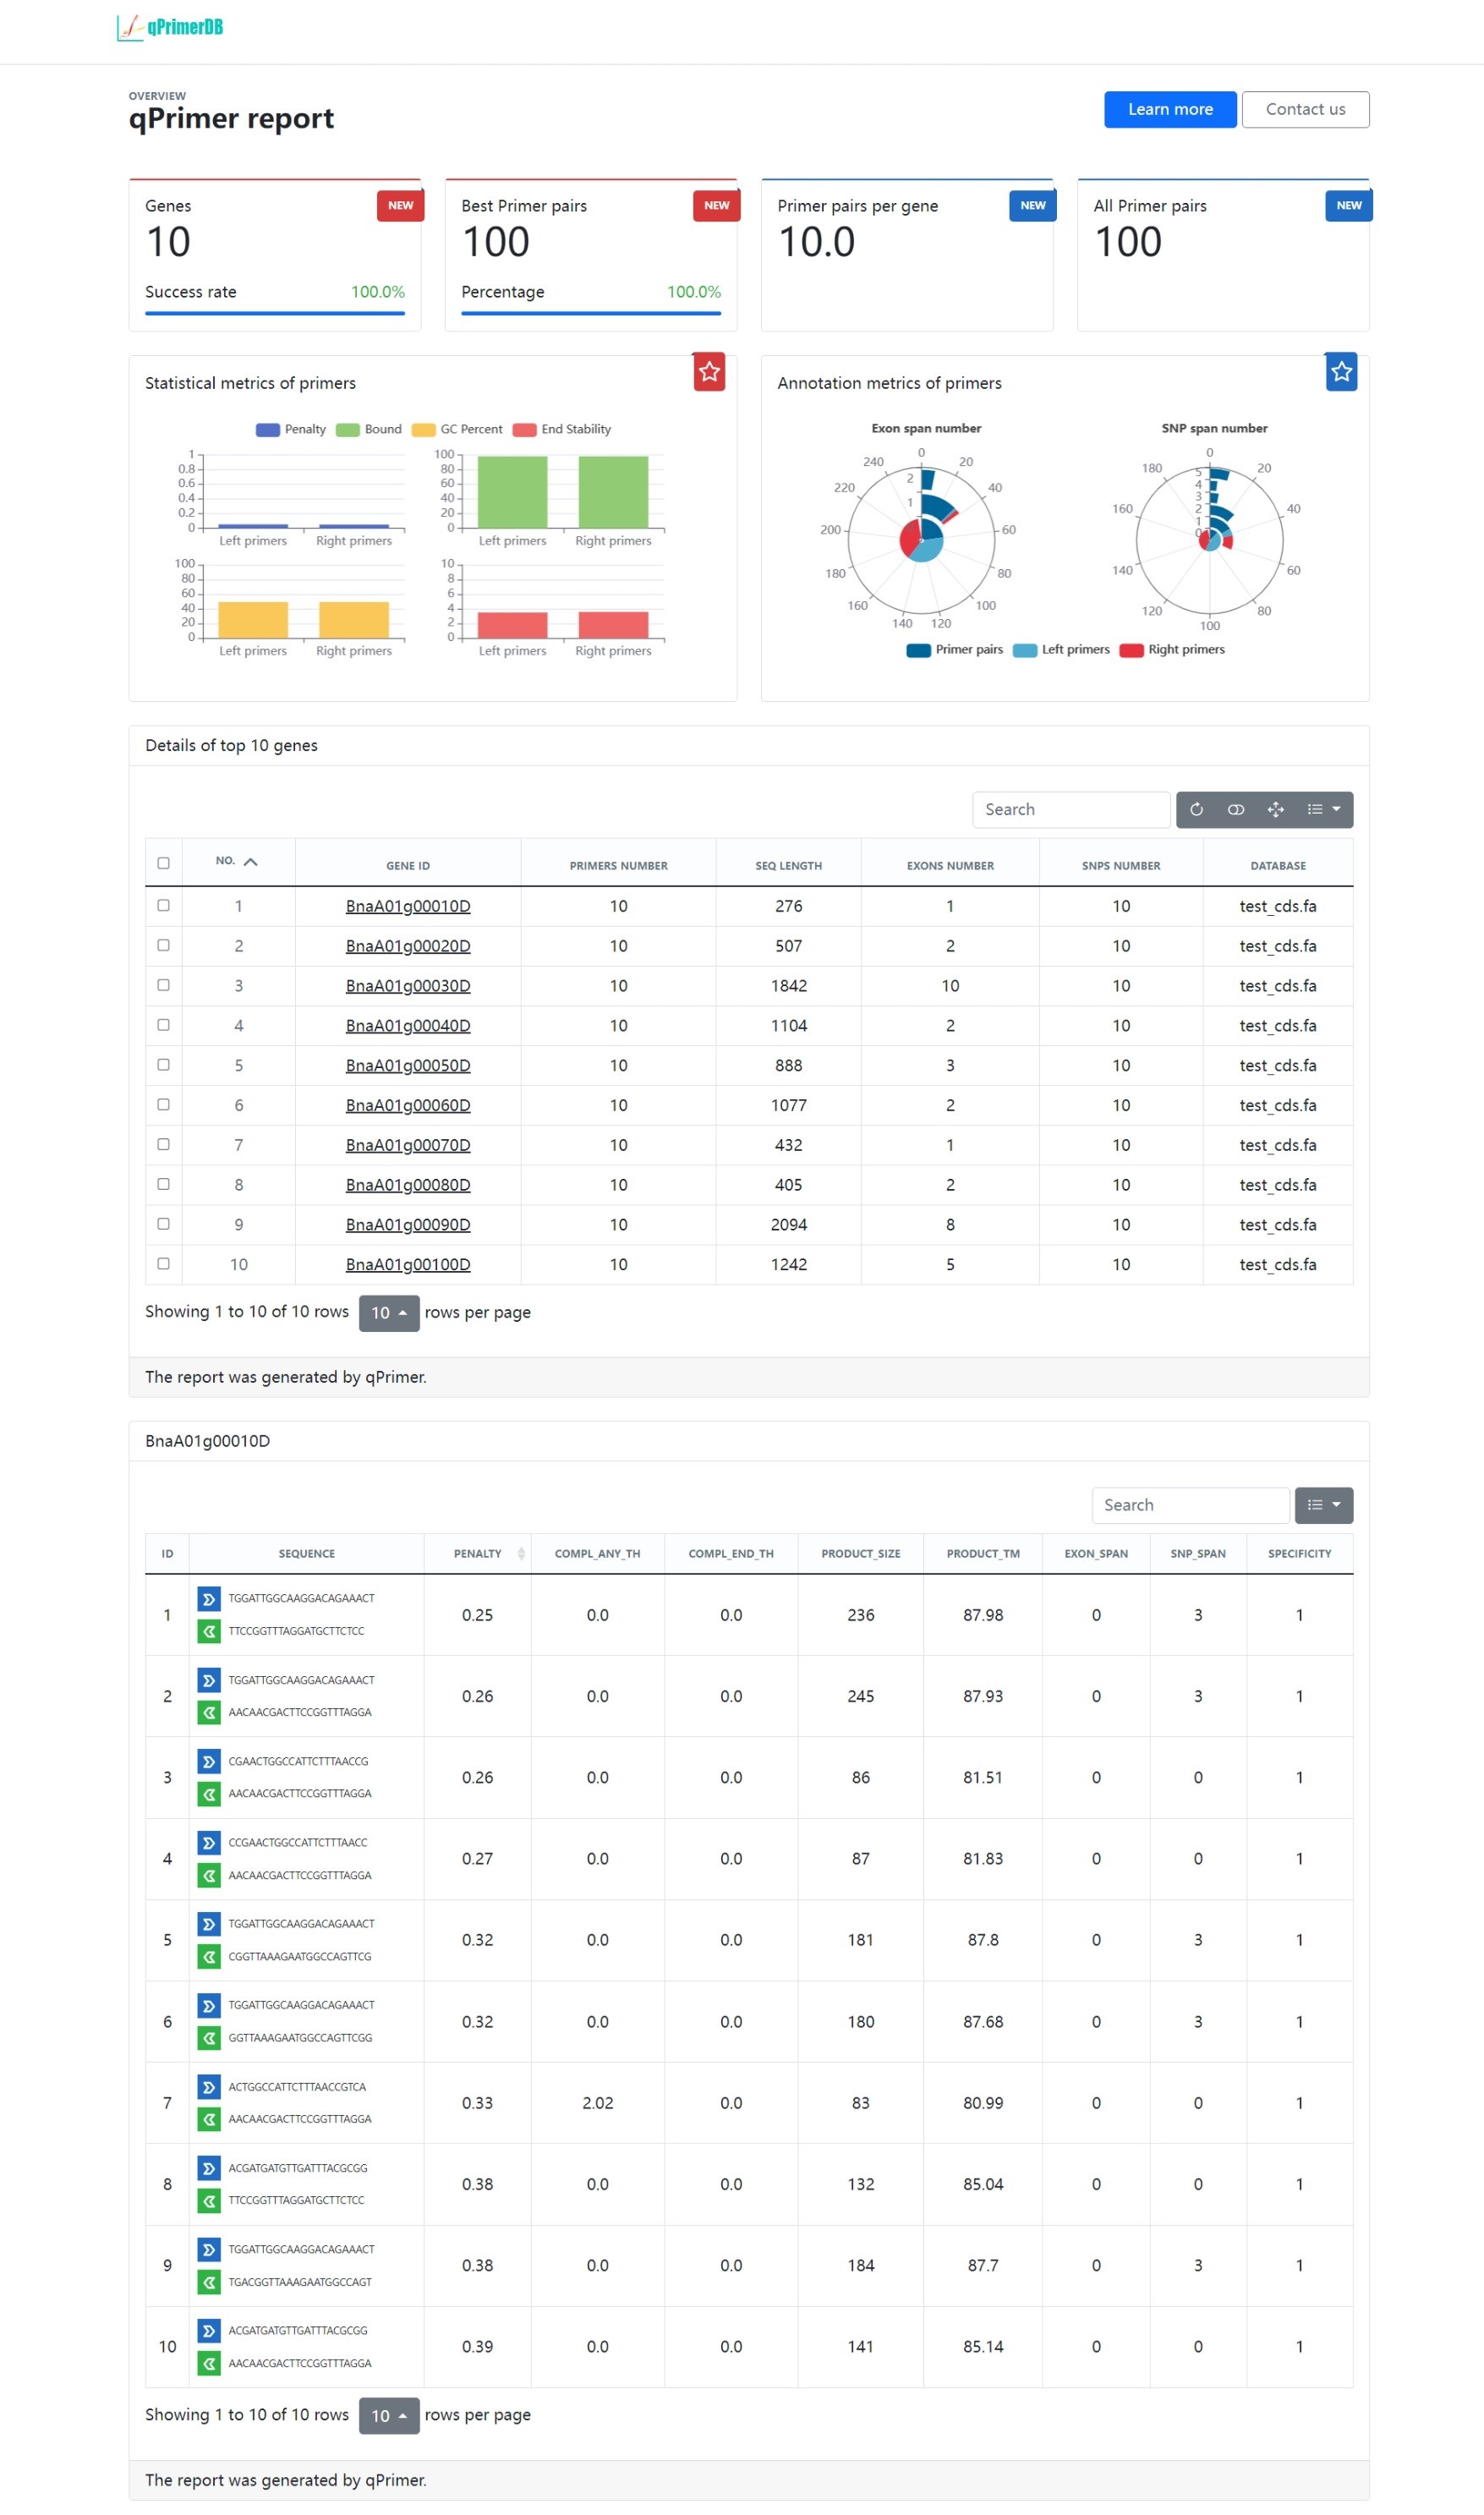 qPrimerDB
OVERVIEW
qPrimer report
Learn more Contact us
Genes NEW
10
Success rate 100.0%
Best Primer pairs NEW
100
Percentage 100.0%
Primer pairs per gene NEW
10.0
All Primer pairs NEW
100
Statistical metrics of primers
Penalty Bound GC Percent End Stability
1
0.8
0.6
0.4
0.2
0
Left primers Right primers
100
80
60
40
20
0
Left primers Right primers
100
80
60
40
20
0
Left primers Right primers
10
8
6
4
2
0
Left primers Right primers
Annotation metrics of primers
Exon span number
0
20
40
60
80
100
120
140
160
180
200
220
240
2
1
SNP span number
0
20
40
60
80
100
120
140
160
180
5
4
3
2
1
0
Primer pairs Left primers Right primers
Details of top 10 genes
Search
NO. GENE ID PRIMERS NUMBER SEQ LENGTH EXONS NUMBER SNPS NUMBER DATABASE
1 BnaA01g00010D 10 276 1 10 test_cds.fa
2 BnaA01g00020D 10 507 2 10 test_cds.fa
3 BnaA01g00030D 10 1842 10 10 test_cds.fa
4 BnaA01g00040D 10 1104 2 10 test_cds.fa
5 BnaA01g00050D 10 888 3 10 test_cds.fa
6 BnaA01g00060D 10 1077 2 10 test_cds.fa
7 BnaA01g00070D 10 432 1 10 test_cds.fa
8 BnaA01g00080D 10 405 2 10 test_cds.fa
9 BnaA01g00090D 10 2094 8 10 test_cds.fa
10 BnaA01g00100D 10 1242 5 10 test_cds.fa
Showing 1 to 10 of 10 rows 10 rows per page
The report was generated by qPrimer.
BnaA01g00010D
Search
ID SEQUENCE PENALTY COMPL_ANY_TH COMPL_END_TH PRODUCT_SIZE PRODUCT_TM EXON_SPAN SNP_SPAN SPECIFICITY
TGGATTGGCAAGGACAGAAACT
1 0.25 0.0 0.0 236 87.98 0 3 1
TTCCGGTTTAGGATGCTTCTCC
TGGATTGGCAAGGACAGAAACT
2 0.26 0.0 0.0 245 87.93 0 3 1
AACAACGACTTCCGGTTTAGGA
CGAACTGGCCATTCTTTAACCG
3 0.26 0.0 0.0 86 81.51 0 0 1
AACAACGACTTCCGGTTTAGGA
CCGAACTGGCCATTCTTTAACC
4 0.27 0.0 0.0 87 81.83 0 0 1
AACAACGACTTCCGGTTTAGGA
TGGATTGGCAAGGACAGAAACT
5 0.32 0.0 0.0 181 87.8 0 3 1
CGGTTAAAGAATGGCCAGTTCG
TGGATTGGCAAGGACAGAAACT
6 0.32 0.0 0.0 180 87.68 0 3 1
GGTTAAAGAATGGCCAGTTCGG
ACTGGCCATTCTTTAACCGTCA
7 0.33 2.02 0.0 83 80.99 0 0 1
AACAACGACTTCCGGTTTAGGA
ACGATGATGTTGATTTACGCGG
8 0.38 0.0 0.0 132 85.04 0 0 1
TTCCGGTTTAGGATGCTTCTCC
TGGATTGGCAAGGACAGAAACT
9 0.38 0.0 0.0 184 87.7 0 3 1
TGACGGTTAAAGAATGGCCAGT
ACGATGATGTTGATTTACGCGG
10 0.39 0.0 0.0 141 85.14 0 0 1
AACAACGACTTCCGGTTTAGGA
Showing 1 to 10 of 10 rows 10 rows per page
The report was generated by qPrimer.